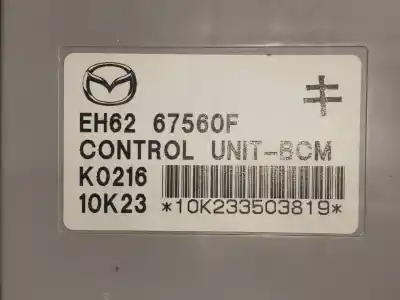 EH62 67560F
CONTROL UNIT-BCM
K0216
10K23 *10K233503819*